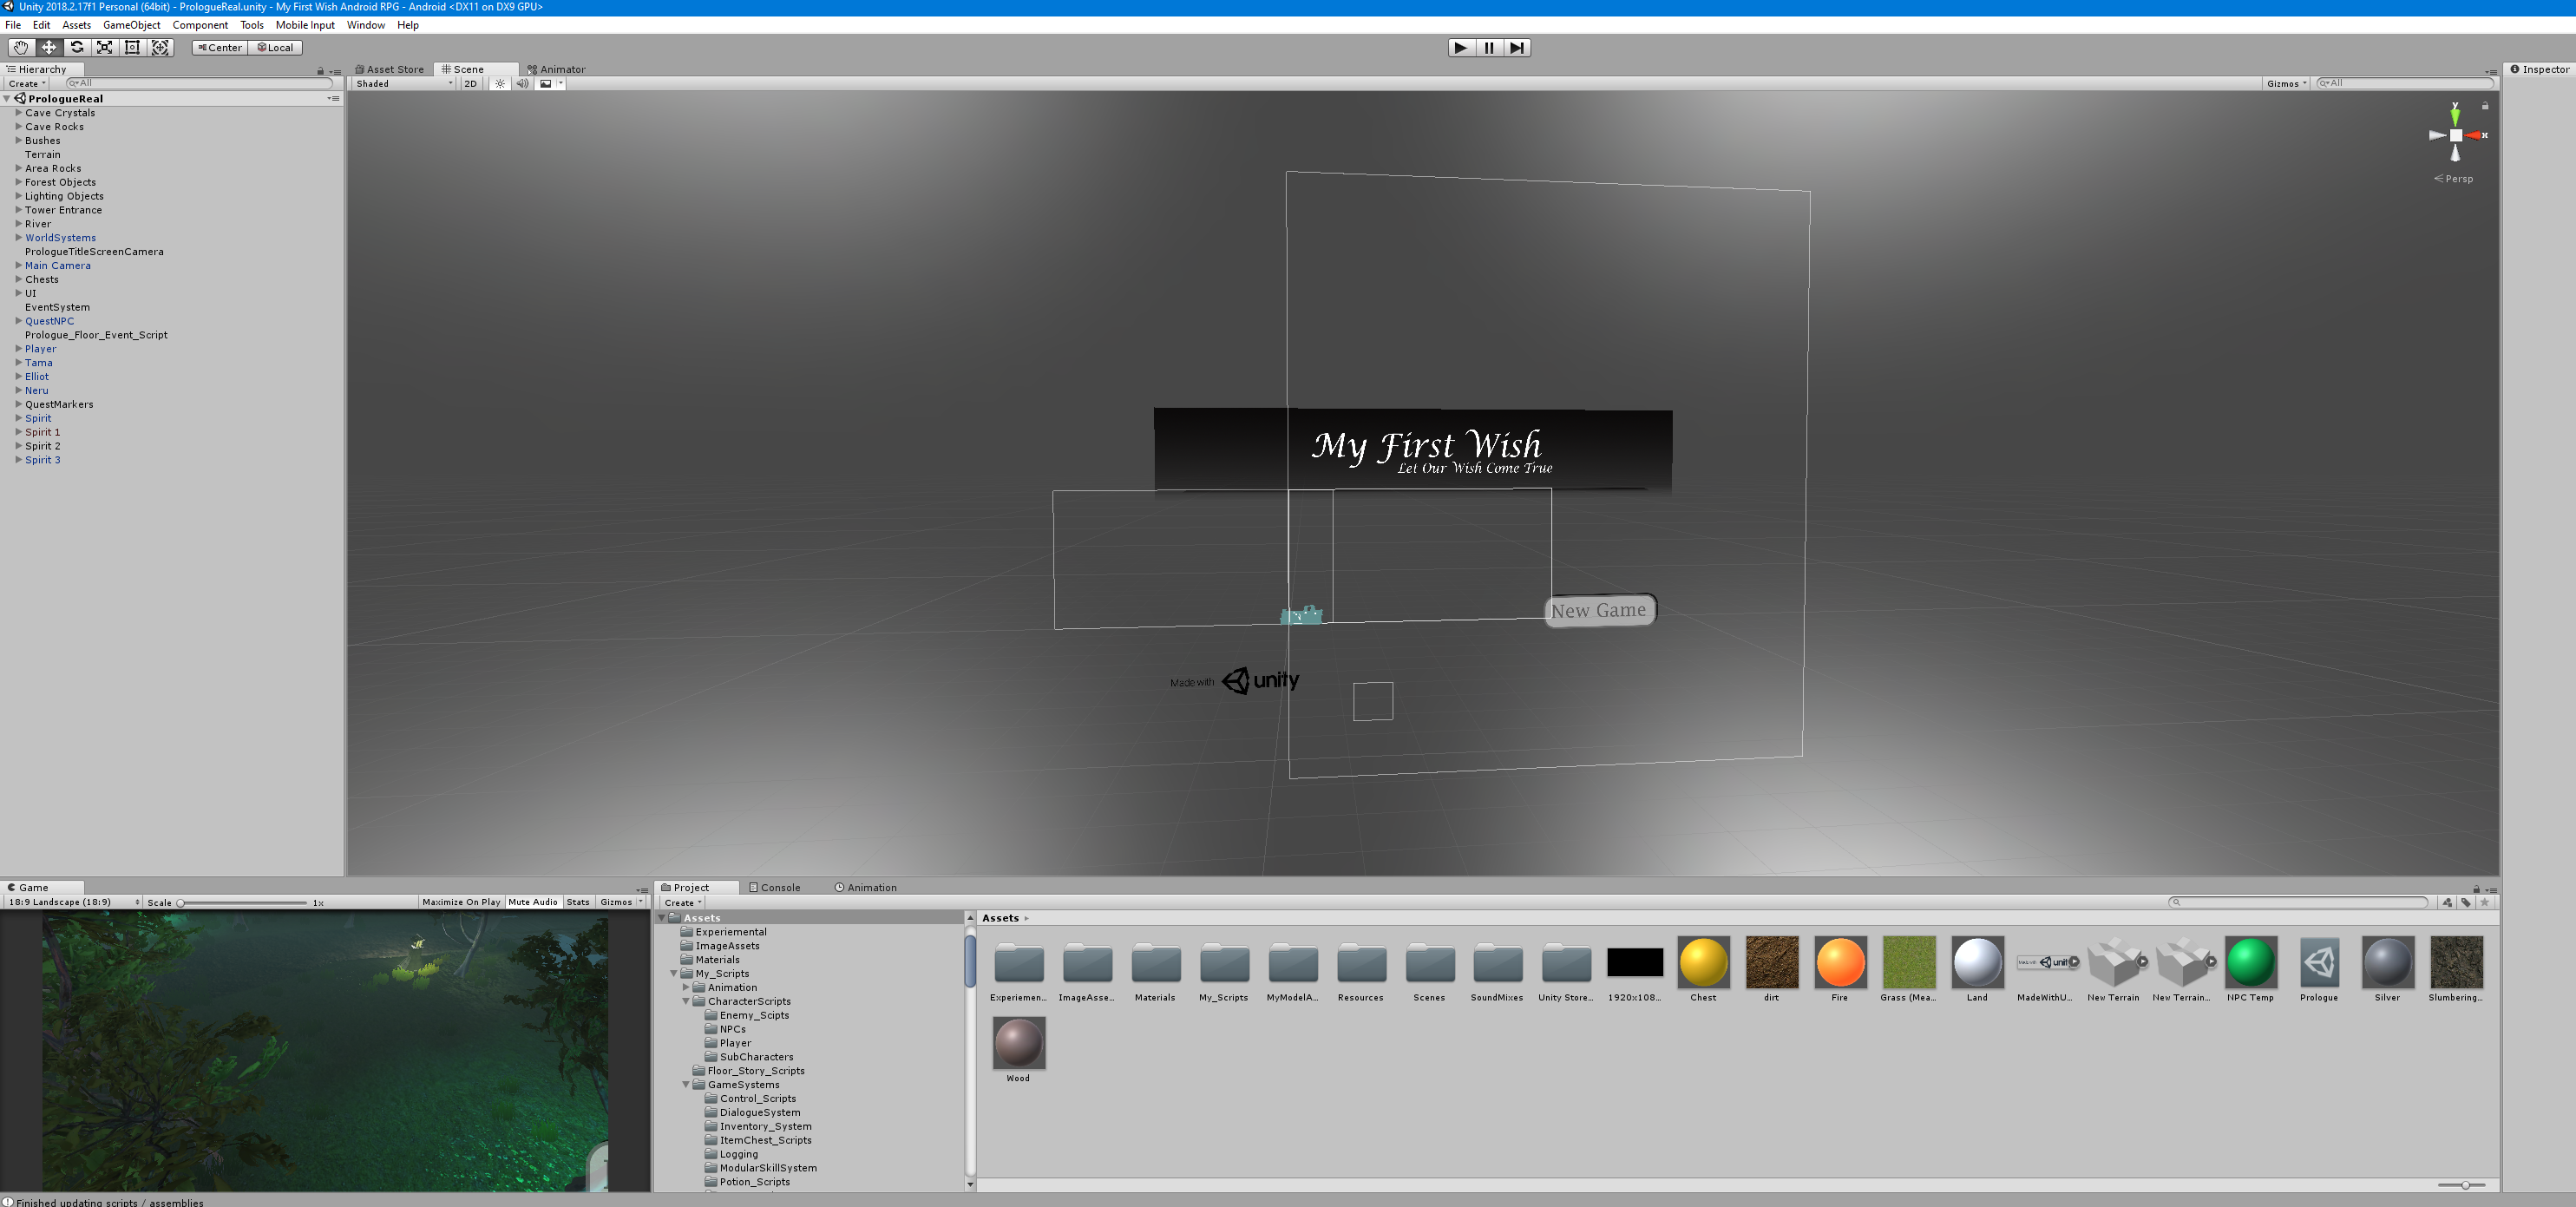 Unity 2018.2.17f1 Personal (64bit) - PrologueReal.unity - My First Wish Android RPG - Android <DX11 on DX9 GPU>
File Edit Assets GameObject Component Tools Mobile Input Window Help
Center Local
Hierarchy
Create All
PrologueReal
Cave Crystals
Cave Rocks
Bushes
Terrain
Area Rocks
Forest Objects
Lighting Objects
Tower Entrance
River
WorldSystems
PrologueTitleScreenCamera
Main Camera
Chests
UI
EventSystem
QuestNPC
Prologue_Floor_Event_Script
Player
Tama
Elliot
Neru
QuestMarkers
Spirit
Spirit 1
Spirit 2
Spirit 3
Asset Store Scene Animator
Shaded 2D Gizmos All
y
x
Persp
My First Wish
Let Our Wish Come True
New Game
Made with unity
Inspector
Game
18:9 Landscape (18:9) Scale 1x Maximize On Play Mute Audio Stats Gizmos
Project Console Animation
Create
Assets
Experiemental
ImageAssets
Materials
My_Scripts
Animation
CharacterScripts
Enemy_Scipts
NPCs
Player
SubCharacters
Floor_Story_Scripts
GameSystems
Control_Scripts
DialogueSystem
Inventory_System
ItemChest_Scripts
Logging
ModularSkillSystem
Potion_Scripts
Assets
Experiemen... ImageAsse... Materials My_Scripts MyModelA... Resources Scenes SoundMixes Unity Store... 1920x108... Chest dirt Fire Grass (Mea... Land MadeWithU... New Terrain New Terrain... NPC Temp Prologue Silver Slumbering...
Wood
Finished updating scripts / assemblies